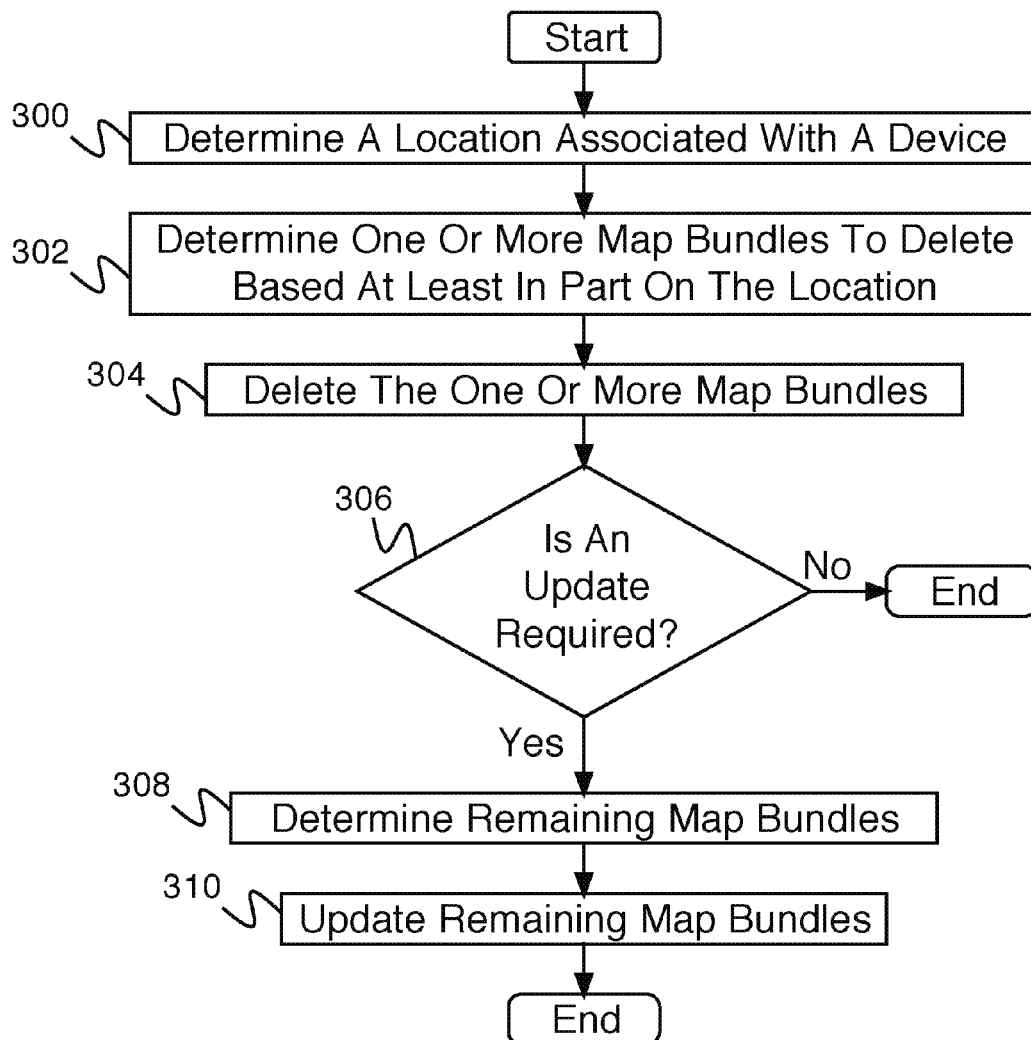 Start
300
Determine A Location Associated With A Device
302
Determine One Or More Map Bundles To Delete
Based At Least In Part On The Location
304
Delete The One Or More Map Bundles
306
Is An
Update
Required?
No
End
Yes
308
Determine Remaining Map Bundles
310
Update Remaining Map Bundles
End